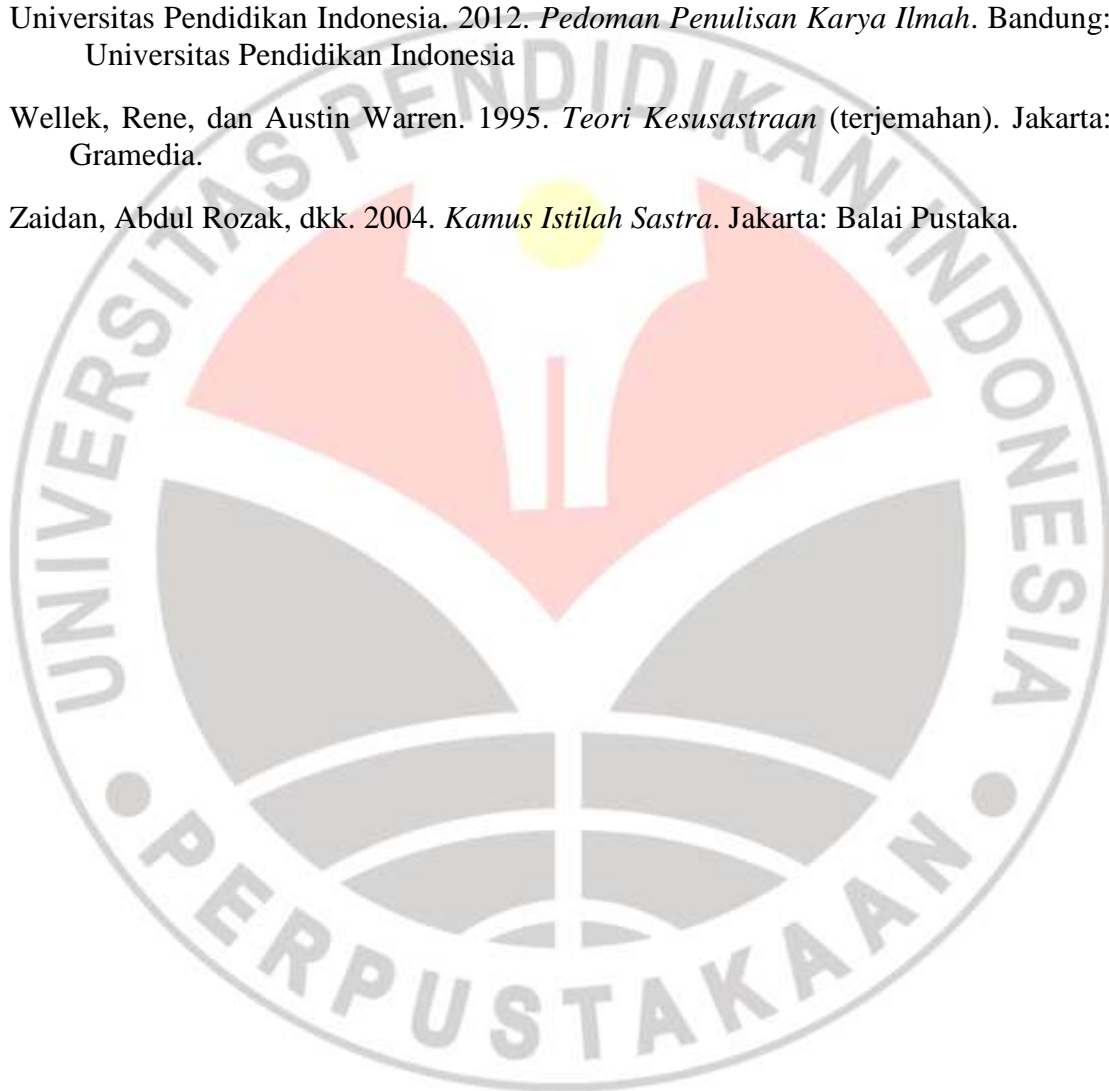 Universitas Pendidikan Indonesia. 2012. Pedoman Penulisan Karya Ilmah. Bandung:
Universitas Pendidikan Indonesia
Wellek, Rene, dan Austin Warren. 1995. Teori Kesusastraan (terjemahan). Jakarta:
Gramedia.
Zaidan, Abdul Rozak, dkk. 2004. Kamus Istilah Sastra. Jakarta: Balai Pustaka.
UNIVERSITAS PENDIDIKAN INDONESIA
PERPUSTAKAAN